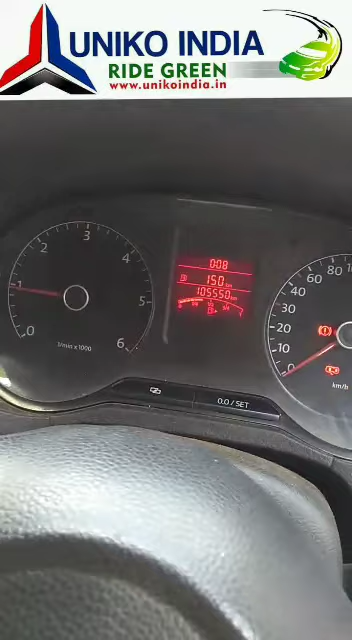 UNIKO INDIA
RIDE GREEN
www.unikoindia.in
0:08
150 km
105550 km
0 1 2 3 4 5 6
1/min x 1000
0.0 / SET
0 10 20 30 40 60 80
km/h